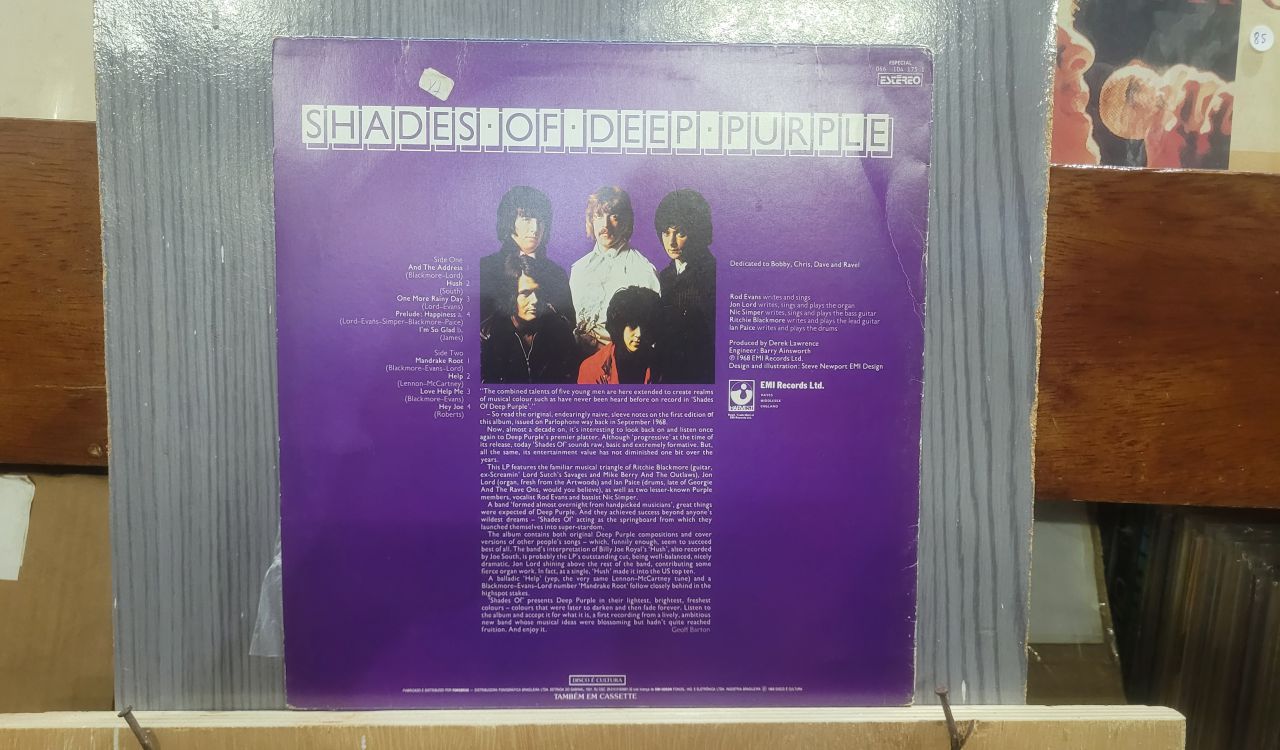 ESPECIAL
066 104 175 1
ESTÉREO
85
SHADES·OF·DEEP·PURPLE
Side One
And The Address 1
(Blackmore-Lord)
Hush 2
(South)
One More Rainy Day 3
(Lord-Evans)
Prelude: Happiness a. 4
(Lord-Evans-Simper-Blackmore-Paice)
I'm So Glad b.
(James)
Side Two
Mandrake Root 1
(Blackmore-Evans-Lord)
Help 2
(Lennon-McCartney)
Love Help Me 3
(Blackmore-Evans)
Hey Joe 4
(Roberts)
Dedicated to Bobby, Chris, Dave and Ravel
Rod Evans writes and sings
Jon Lord writes, sings and plays the organ
Nic Simper writes, sings and plays the bass guitar
Ritchie Blackmore writes and plays the lead guitar
Ian Paice writes and plays the drums
Produced by Derek Lawrence
Engineer: Barry Ainsworth
℗ 1968 EMI Records Ltd.
Design and illustration: Steve Newport EMI Design
HARVEST
EMI Records Ltd.
HAYES
MIDDLESEX
ENGLAND
"The combined talents of five young men are here extended to create realms
of musical colour such as have never been heard before on record in 'Shades
Of Deep Purple'."
– So read the original, endearingly naive, sleeve notes on the first edition of
this album, issued on Parlophone way back in September 1968.
Now, almost a decade on, it's interesting to look back on and listen once
again to Deep Purple's premier platter. Although 'progressive' at the time of
its release, today 'Shades Of' sounds raw, basic and extremely formative. But,
all the same, its entertainment value has not diminished one bit over the
years.
This LP features the familiar musical triangle of Ritchie Blackmore (guitar,
ex-Screamin' Lord Sutch's Savages and Mike Berry And The Outlaws), Jon
Lord (organ, fresh from the Artwoods) and Ian Paice (drums, late of Georgie
And The Rave Ons, would you believe), as well as two lesser-known Purple
members, vocalist Rod Evans and bassist Nic Simper.
A band 'formed almost overnight from handpicked musicians', great things
were expected of Deep Purple. And they achieved success beyond anyone's
wildest dreams – 'Shades Of' acting as the springboard from which they
launched themselves into super-stardom.
The album contains both original Deep Purple compositions and cover
versions of other people's songs – which, funnily enough, seem to succeed
best of all. The band's interpretation of Billy Joe Royal's 'Hush', also recorded
by Joe South, is probably the LP's outstanding cut, being well-balanced, nicely
dramatic, Jon Lord shining above the rest of the band, contributing some
fierce organ work. In fact, as a single, 'Hush' made it into the US top ten.
A balladic 'Help' (yep, the very same Lennon-McCartney tune) and a
Blackmore-Evans-Lord number 'Mandrake Root' follow closely behind in the
highspot stakes.
'Shades Of' presents Deep Purple in their lightest, brightest, freshest
colours – colours that were later to darken and then fade forever. Listen to
the album and accept it for what it is, a first recording from a lively, ambitious
new band whose musical ideas were blossoming but hadn't quite reached
fruition. And enjoy it. Geoff Barton
DISCO É CULTURA
FABRICADO E DISTRIBUIDO POR FONOBRÁS – DISTRIBUIDORA FONOGRÁFICA BRASILEIRA LTDA.
TAMBÉM EM CASSETTE